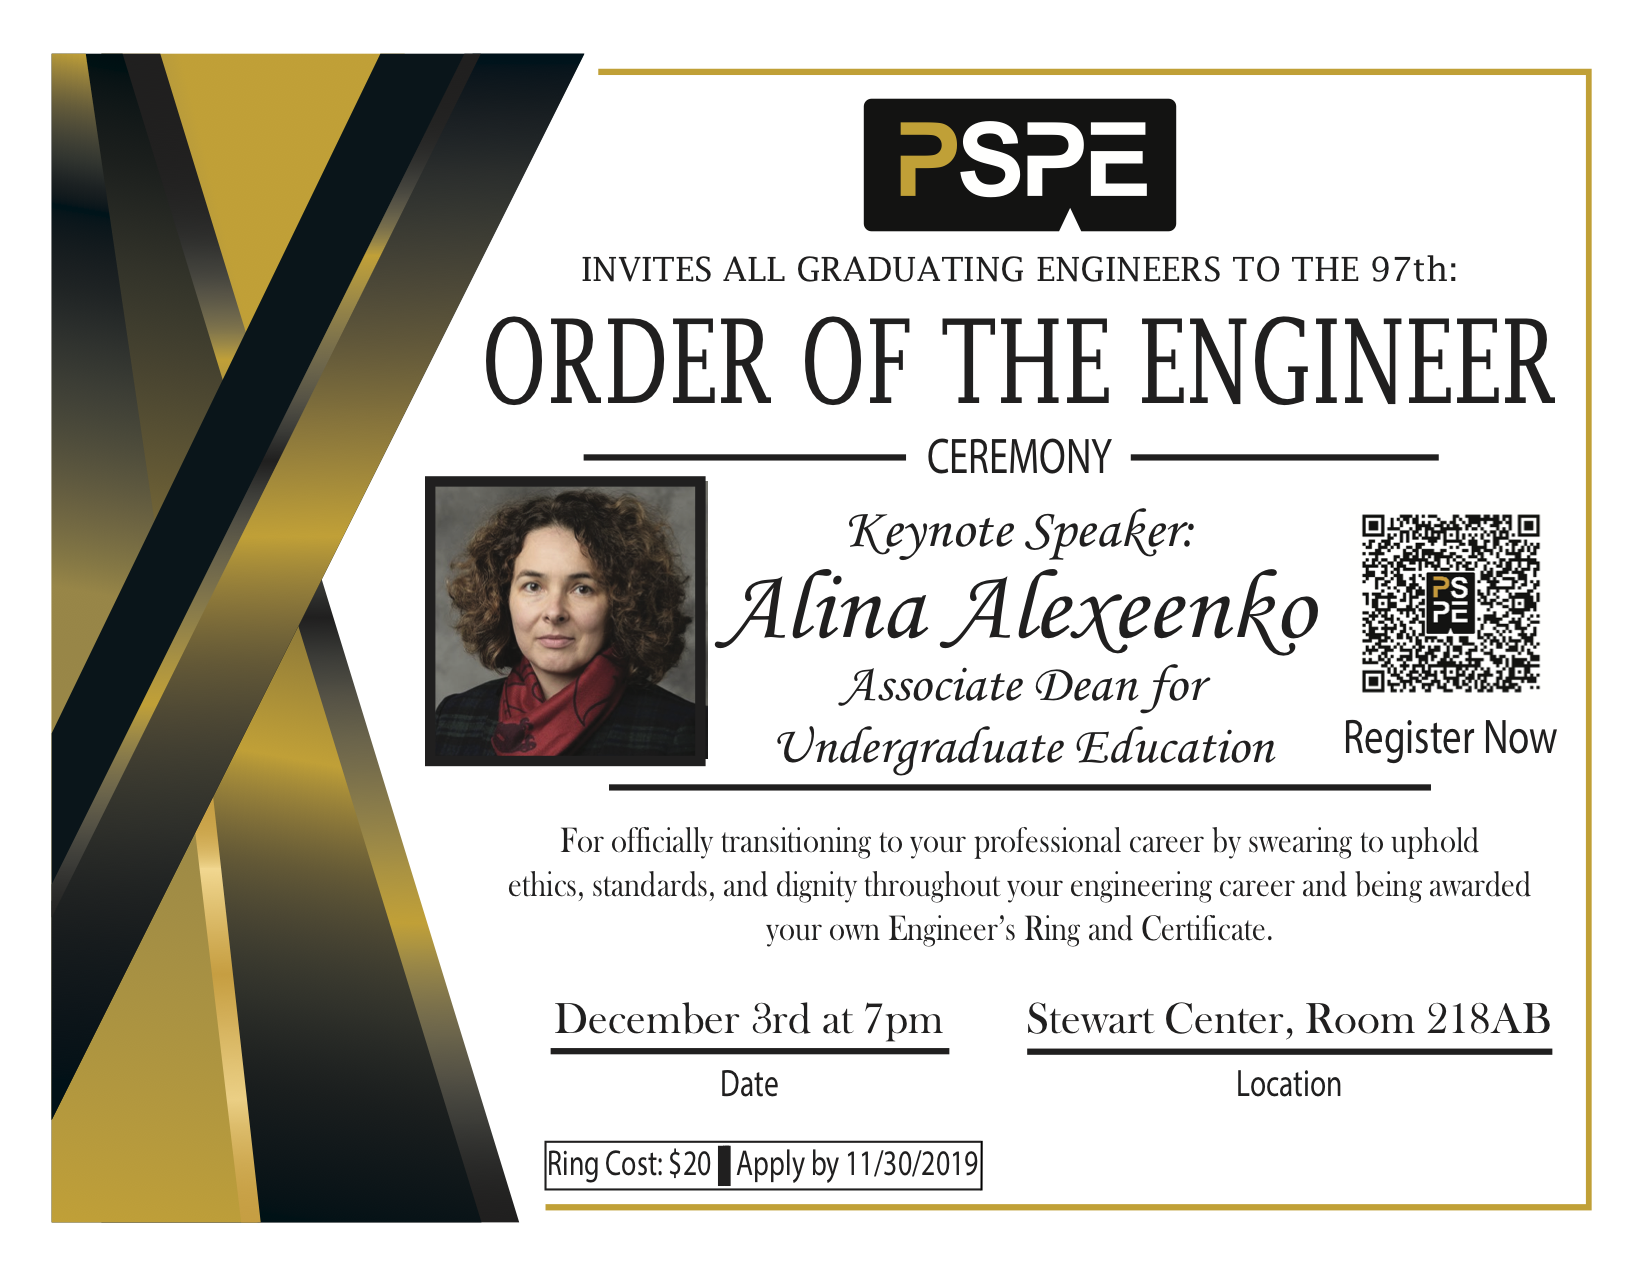 PSPE
INVITES ALL GRADUATING ENGINEERS TO THE 97th:
ORDER OF THE ENGINEER
CEREMONY
Keynote Speaker:
Alina Alexeenko
Associate Dean for
Undergraduate Education
PS
PE
Register Now
For officially transitioning to your professional career by swearing to uphold
ethics, standards, and dignity throughout your engineering career and being awarded
your own Engineer’s Ring and Certificate.
December 3rd at 7pm
Date
Stewart Center, Room 218AB
Location
Ring Cost: $20 Apply by 11/30/2019